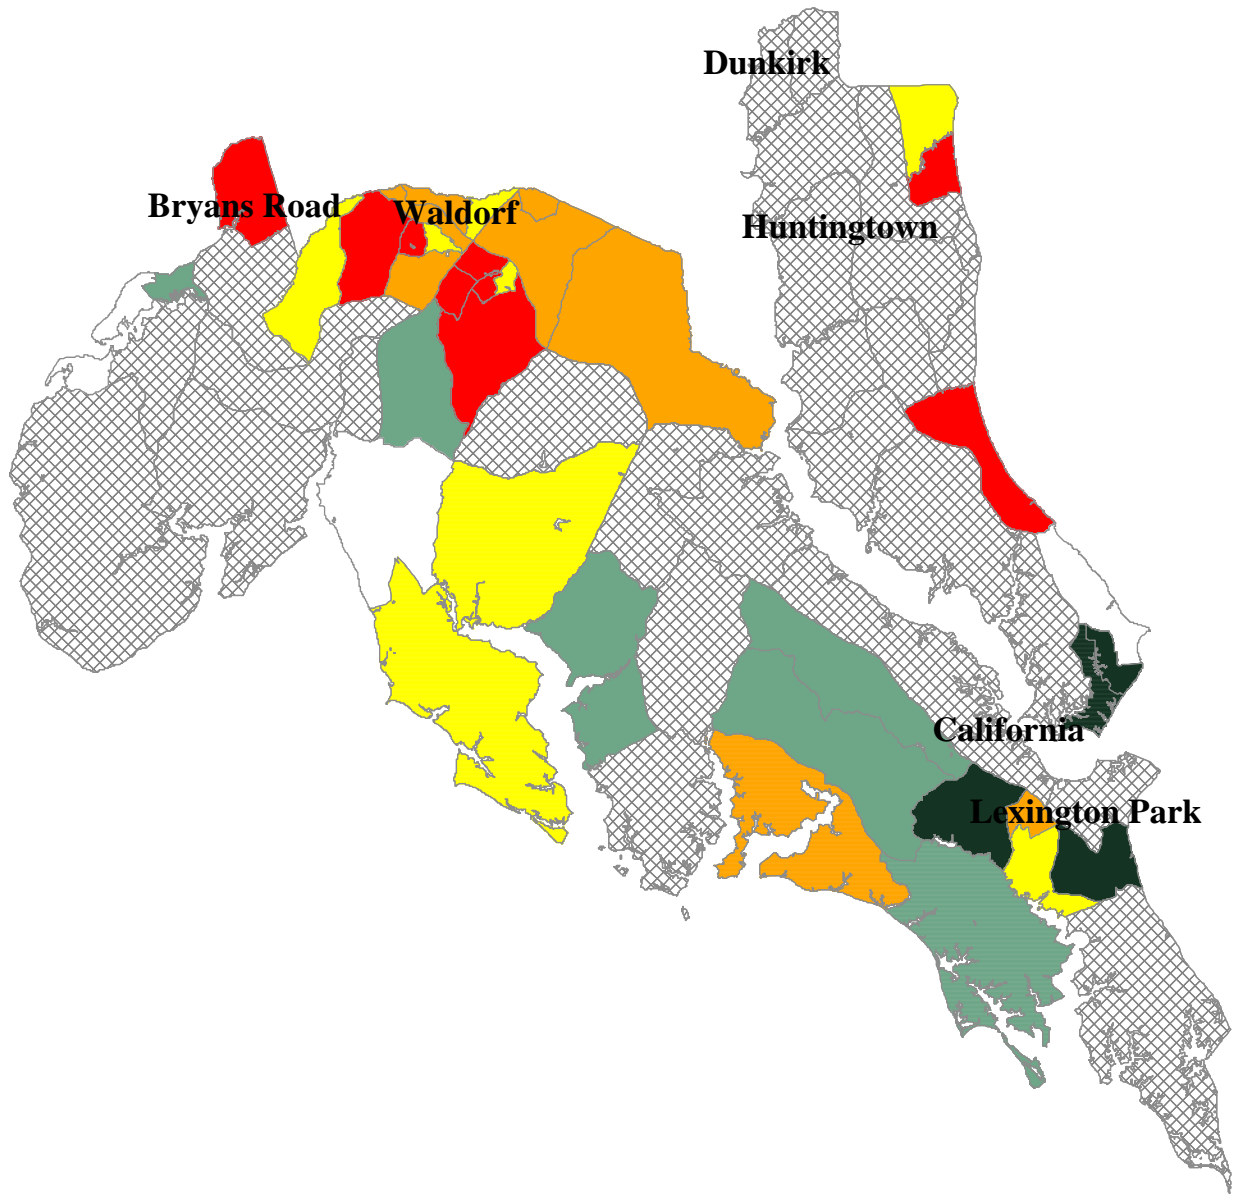 Dunkirk
Bryans Road
Waldorf
Huntingtown
California
Lexington Park